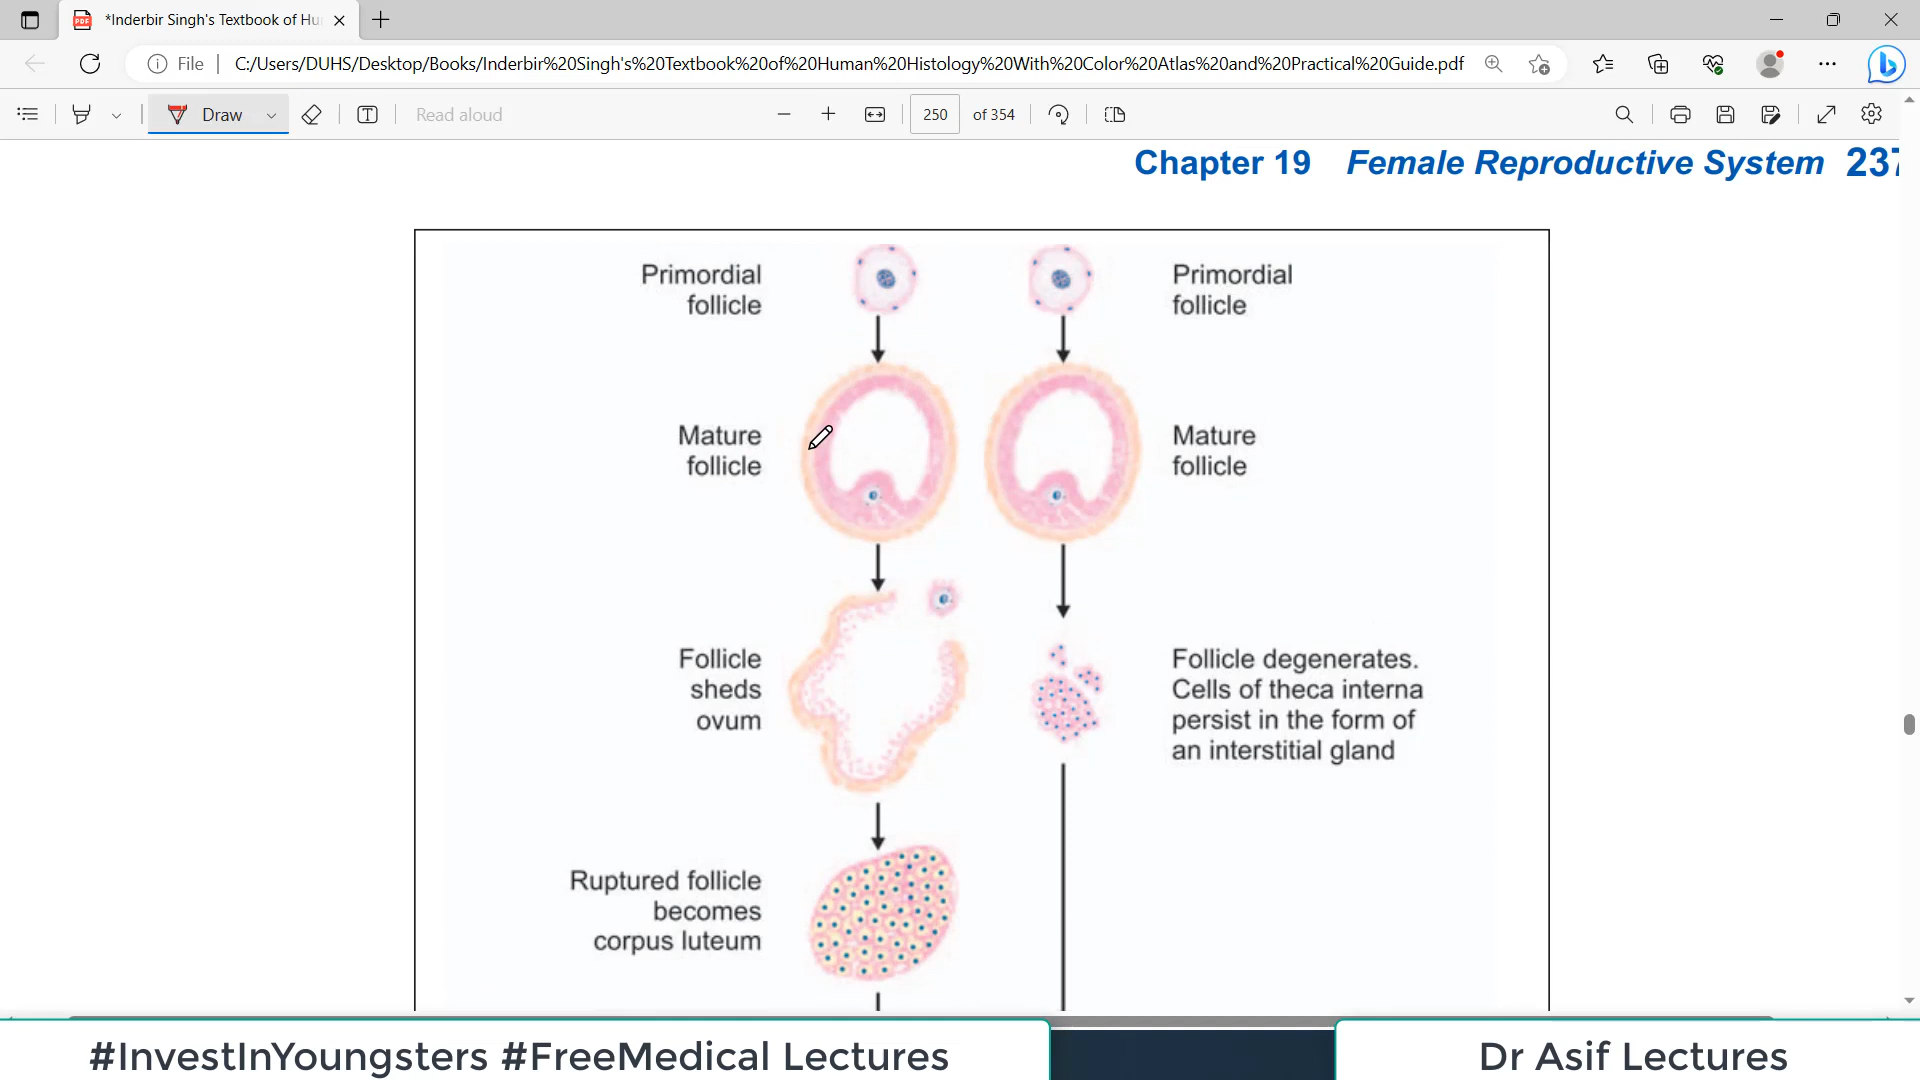 *Inderbir Singh's Textbook of Hu
File
C:/Users/DUHS/Desktop/Books/Inderbir%20Singh's%20Textbook%20of%20Human%20Histology%20With%20Color%20Atlas%20and%20Practical%20Guide.pdf
Draw
Read aloud
250
of 354
Chapter 19 Female Reproductive System 237
Primordial
follicle
Primordial
follicle
Mature
follicle
Mature
follicle
Follicle
sheds
ovum
Follicle degenerates.
Cells of theca interna
persist in the form of
an interstitial gland
Ruptured follicle
becomes
corpus luteum
#InvestInYoungsters #FreeMedical Lectures
Dr Asif Lectures